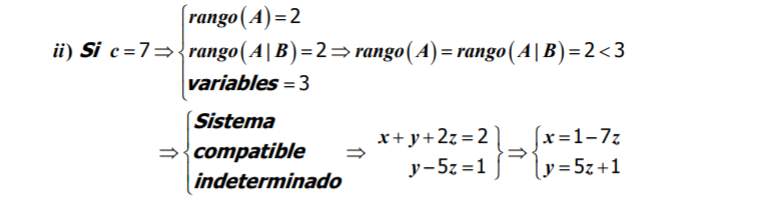 rango(A)=2
ii) Si c=7⇒ rango(A|B)=2⇒rango(A)=rango(A|B)=2<3
variables=3
Sistema
⇒ compatible ⇒ x+y+2z=2 ⇒ x=1−7z
indeterminado y−5z=1 y=5z+1